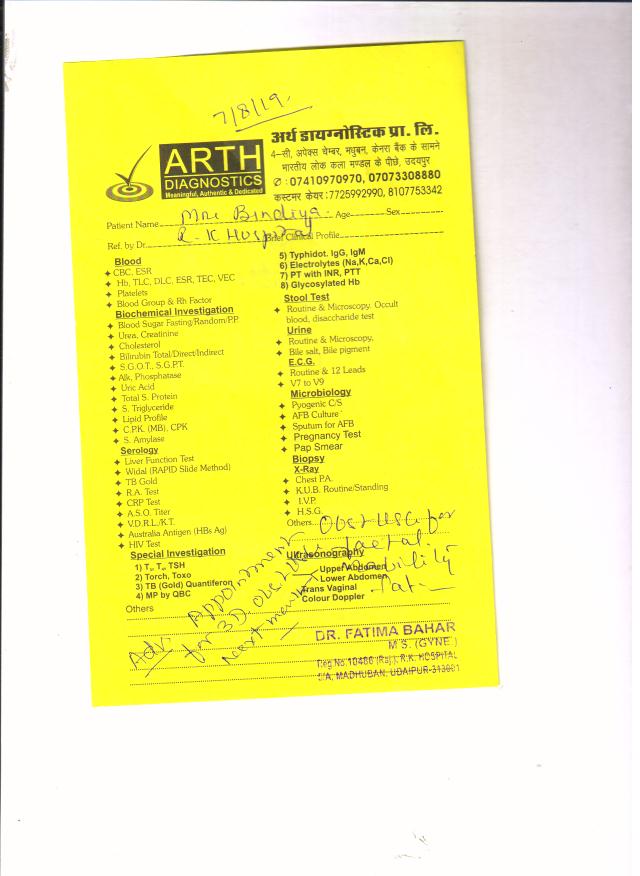 7/8/19.
ARTH
DIAGNOSTICS
Meaningful, Authentic & Dedicated
अर्थ डायग्नोस्टिक प्रा. लि.
4–सी, अपेक्स चेम्बर, मधुबन, केनरा बैंक के सामने
भारतीय लोक कला मण्डल के पीछे, उदयपुर
✆ : 07410970970, 07073308880
कस्टमर केयर : 7725992990, 8107753342
Patient Name Mrs Bindiya Age Sex
Ref. by Dr. R-K Hospital Brief Clinical Profile
Blood
✦ CBC, ESR
✦ Hb, TLC, DLC, ESR, TEC, VEC
✦ Platelets
✦ Blood Group & Rh Factor
Biochemical Investigation
✦ Blood Sugar Fasting/Random/P.P
✦ Urea, Creatinine
✦ Cholesterol
✦ Bilirubin Total/Direct/Indirect
✦ S.G.O.T., S.G.P.T.
✦ Alk, Phosphatase
✦ Uric Acid
✦ Total S. Protein
✦ S. Triglyceride
✦ Lipid Profile
✦ C.P.K. (MB), CPK
✦ S. Amylase
Serology
✦ Liver Function Test
✦ Widal (RAPID Slide Method)
✦ TB Gold
✦ R.A. Test
✦ CRP Test
✦ A.S.O. Titer
✦ V.D.R.L./K.T.
✦ Australia Antigen (HBs Ag)
✦ HIV Test
Special Investigation
1) T₃, T₄, TSH
2) Torch, Toxo
3) TB (Gold) Quantiferon
4) MP by QBC
Others
5) Typhidot. IgG, IgM
6) Electrolytes (Na,K,Ca,Cl)
7) PT with INR, PTT
8) Glycosylated Hb
Stool Test
✦ Routine & Microscopy. Occult
blood, disaccharide test
Urine
✦ Routine & Microscopy,
✦ Bile salt, Bile pigment
E.C.G.
✦ Routine & 12 Leads
✦ V7 to V9
Microbiology
✦ Pyogenic C/S
✦ AFB Culture
✦ Sputum for AFB
✦ Pregnancy Test
✦ Pap Smear
Biopsy
X-Ray
✦ Chest P.A.
✦ K.U.B. Routine/Standing
✦ I.V.P.
✦ H.S.G.
Others Obst USG for
faetal
Viability
Ultrasonography
Upper Abdomen
Lower Abdomen
Trans Vaginal
Colour Doppler
Adv. Appointment
for 3D. obst USG
next month
DR. FATIMA BAHAR
M S. (GYNE.)
Reg No.10486 (Raj.), R.K. HOSPITAL
5/A, MADHUBAN, UDAIPUR-313001